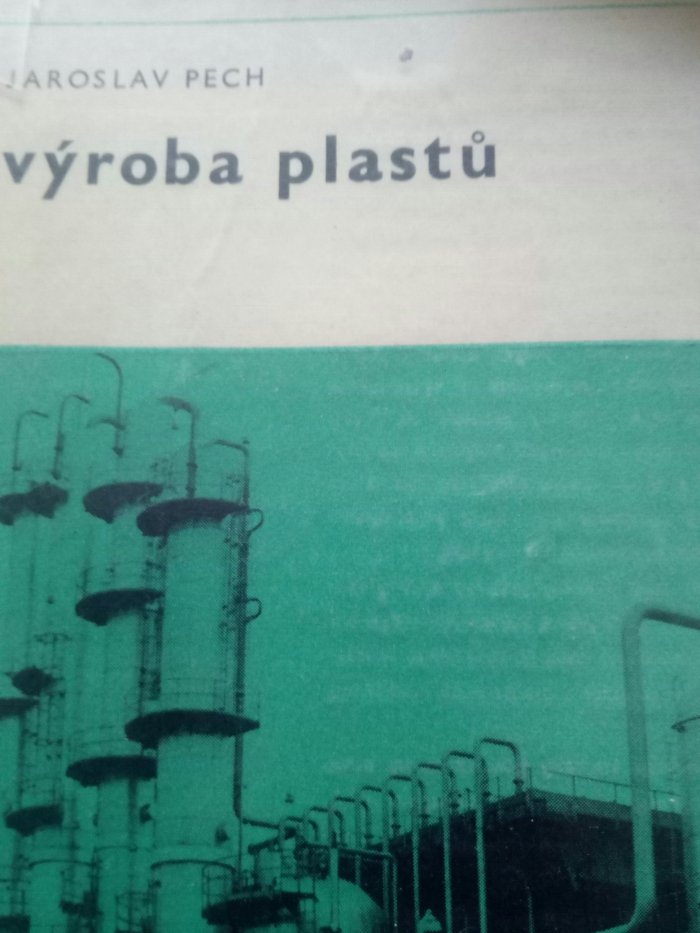 JAROSLAV PECH
výroba plastů